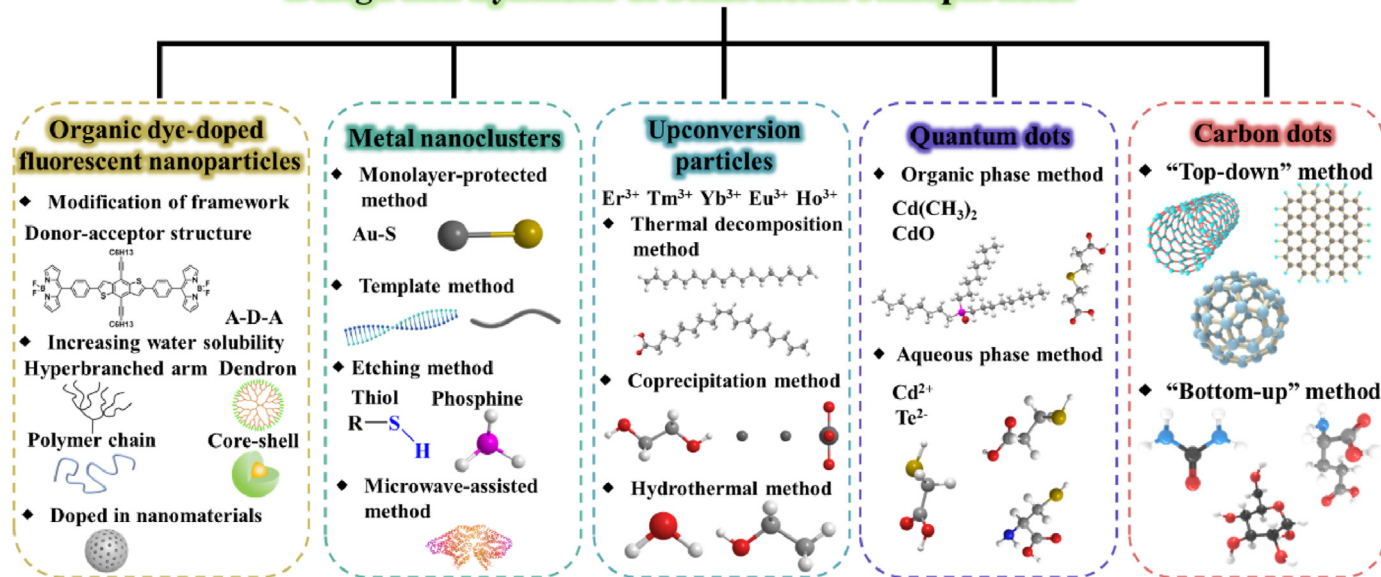 Organic dye-doped
fluorescent nanoparticles
◆ Modification of framework
Donor-acceptor structure
C6H13
F
B
N
N
S
S
N
N
B
F
F
F
C6H13
A-D-A
◆ Increasing water solubility
Hyperbranched arm Dendron
Polymer chain Core-shell
◆ Doped in nanomaterials
Metal nanoclusters
◆ Monolayer-protected
method
Au-S
◆ Template method
◆ Etching method
Thiol Phosphine
R—S
H
◆ Microwave-assisted
method
Upconversion
particles
Er³⁺ Tm³⁺ Yb³⁺ Eu³⁺ Ho³⁺
◆ Thermal decomposition
method
◆ Coprecipitation method
◆ Hydrothermal method
Quantum dots
◆ Organic phase method
Cd(CH₃)₂
CdO
◆ Aqueous phase method
Cd²⁺
Te²⁻
Carbon dots
◆ “Top-down” method
◆ “Bottom-up” method